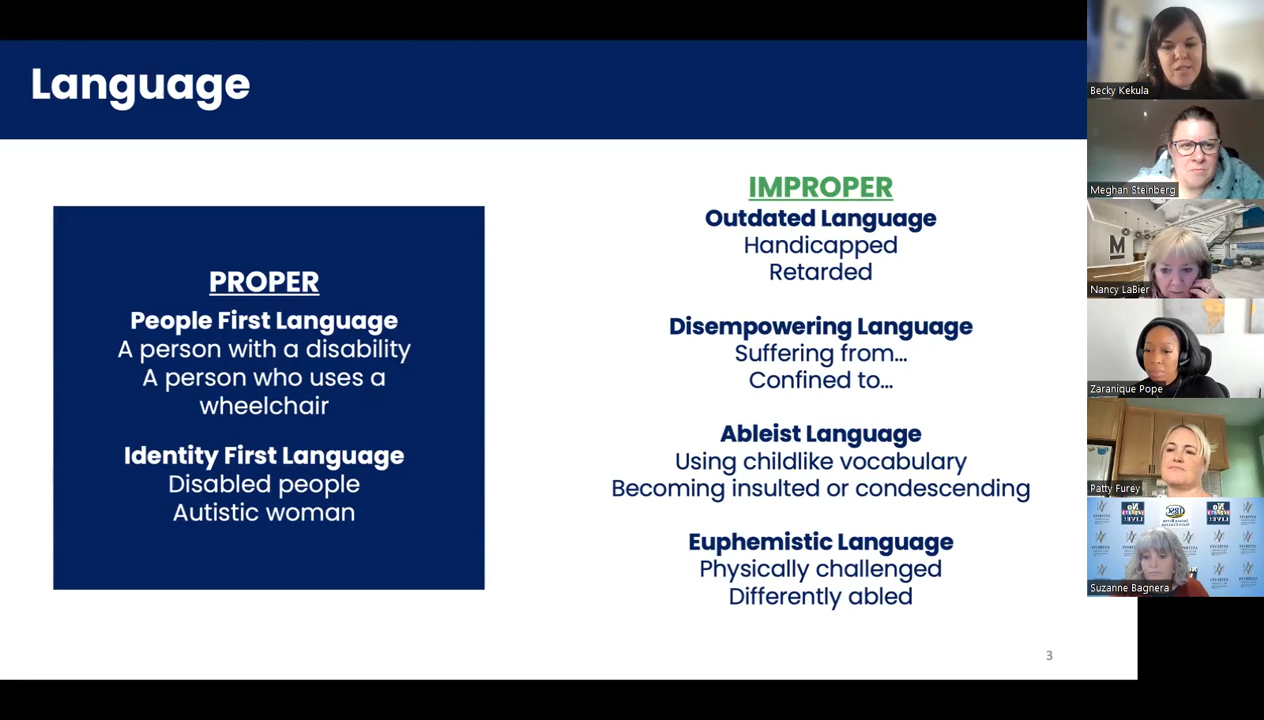 Language
PROPER
People First Language
A person with a disability
A person who uses a
wheelchair
Identity First Language
Disabled people
Autistic woman
IMPROPER
Outdated Language
Handicapped
Retarded
Disempowering Language
Suffering from...
Confined to...
Ableist Language
Using childlike vocabulary
Becoming insulted or condescending
Euphemistic Language
Physically challenged
Differently abled
3
Becky Kekula
Meghan Steinberg
M
Nancy LaBier
Zaranique Pope
Patty Furey
Suzanne Bagnera